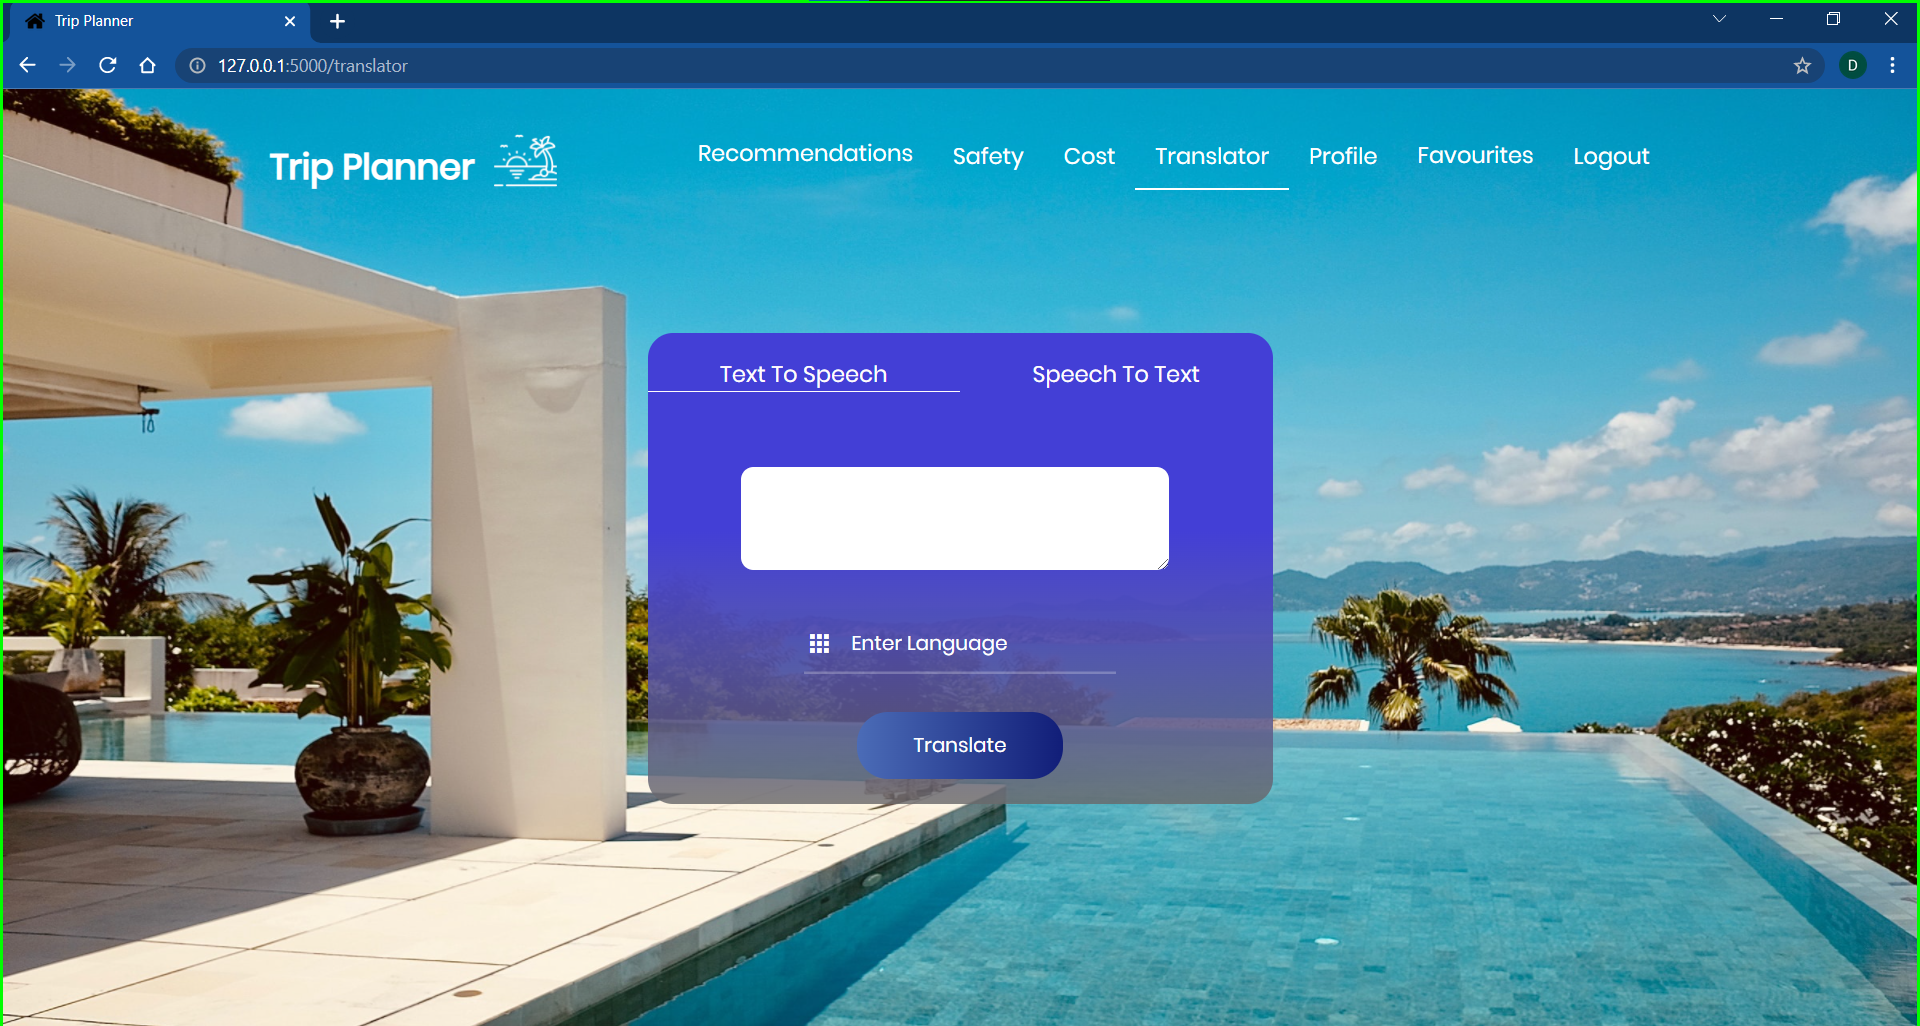 Trip Planner
127.0.0.1:5000/translator
D
Trip Planner
Recommendations Safety Cost Translator Profile Favourites Logout
Text To Speech Speech To Text
Enter Language
Translate